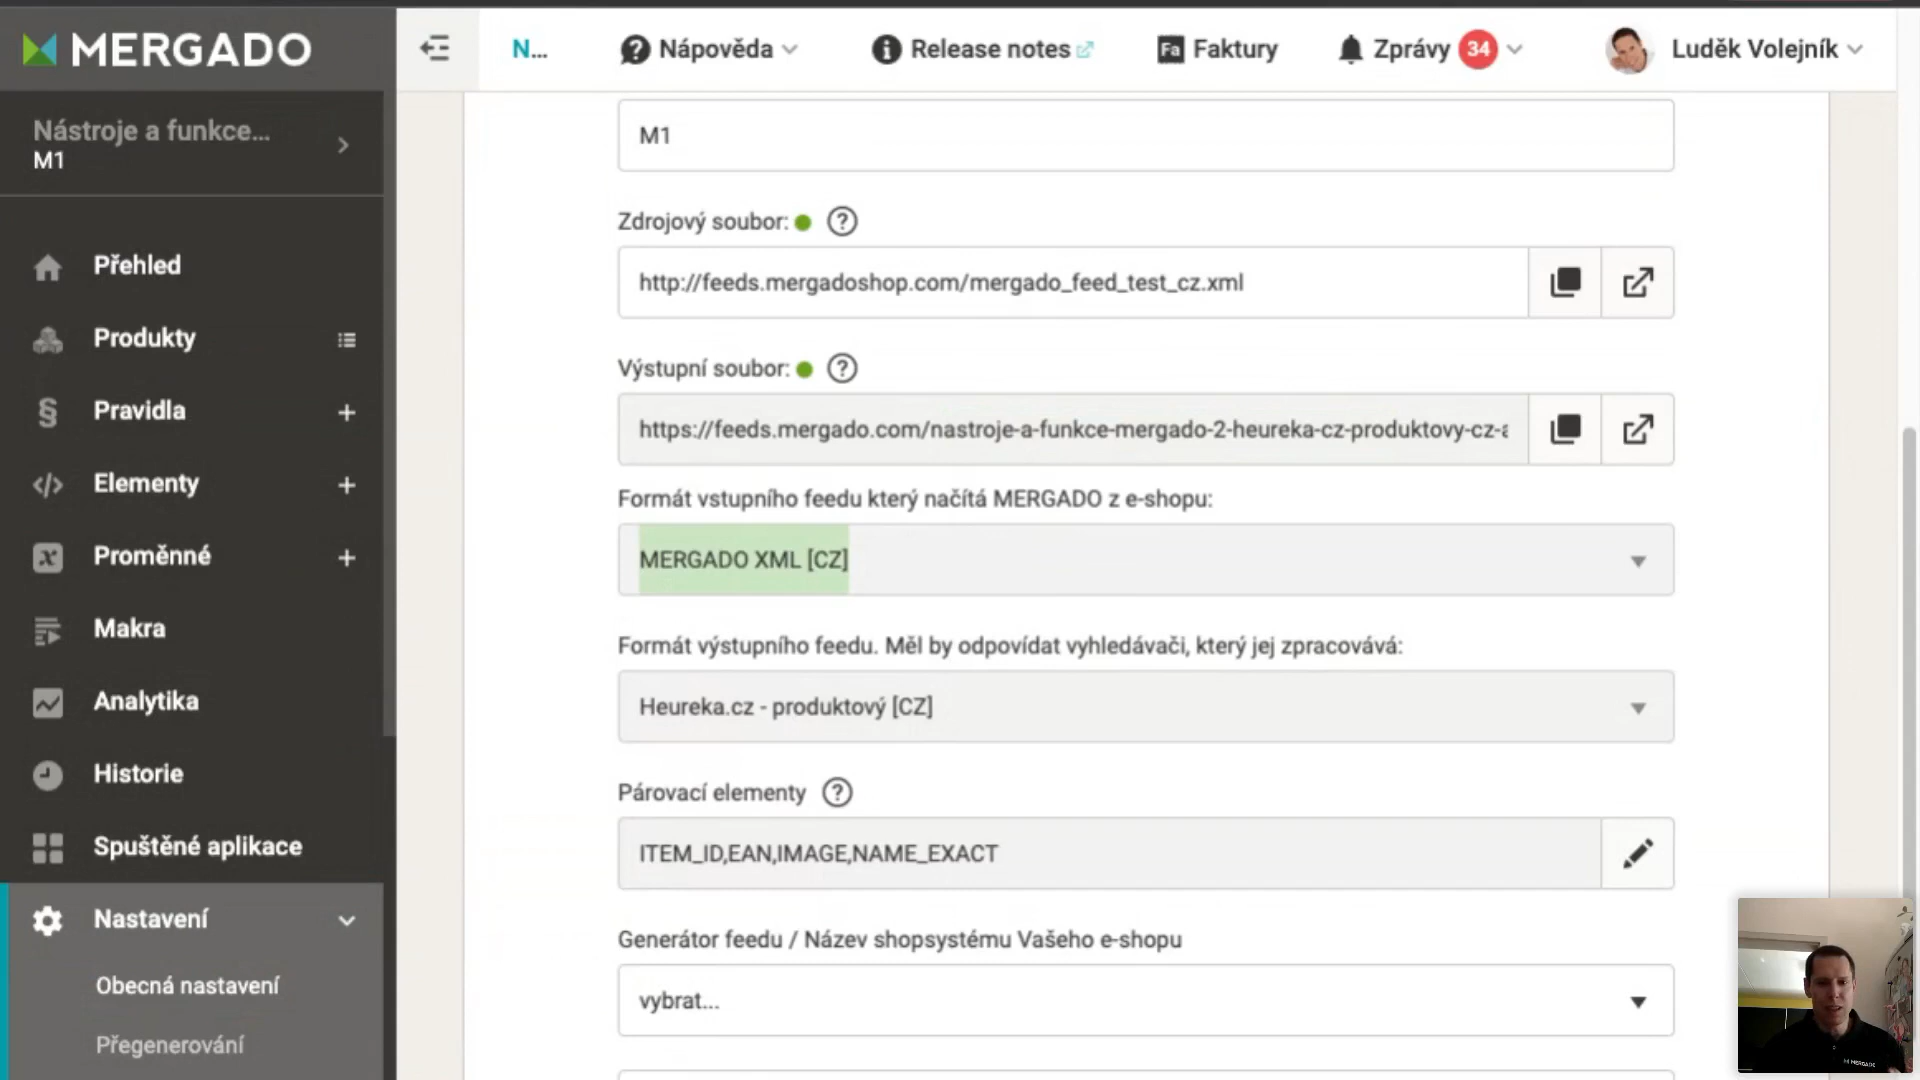 MERGADO
N...
Nápověda
Release notes
Fa Faktury
Zprávy 34
Luděk Volejník
Nástroje a funkce...
M1
Přehled
Produkty
Pravidla
Elementy
Proměnné
Makra
Analytika
Historie
Spuštěné aplikace
Nastavení
Obecná nastavení
Přegenerování
M1
Zdrojový soubor:
http://feeds.mergadoshop.com/mergado_feed_test_cz.xml
Výstupní soubor:
https://feeds.mergado.com/nastroje-a-funkce-mergado-2-heureka-cz-produktovy-cz-a
Formát vstupního feedu který načítá MERGADO z e-shopu:
MERGADO XML [CZ]
Formát výstupního feedu. Měl by odpovídat vyhledávači, který jej zpracovává:
Heureka.cz - produktový [CZ]
Párovací elementy
ITEM_ID,EAN,IMAGE,NAME_EXACT
Generátor feedu / Název shopsystému Vašeho e-shopu
vybrat...
MERGADO